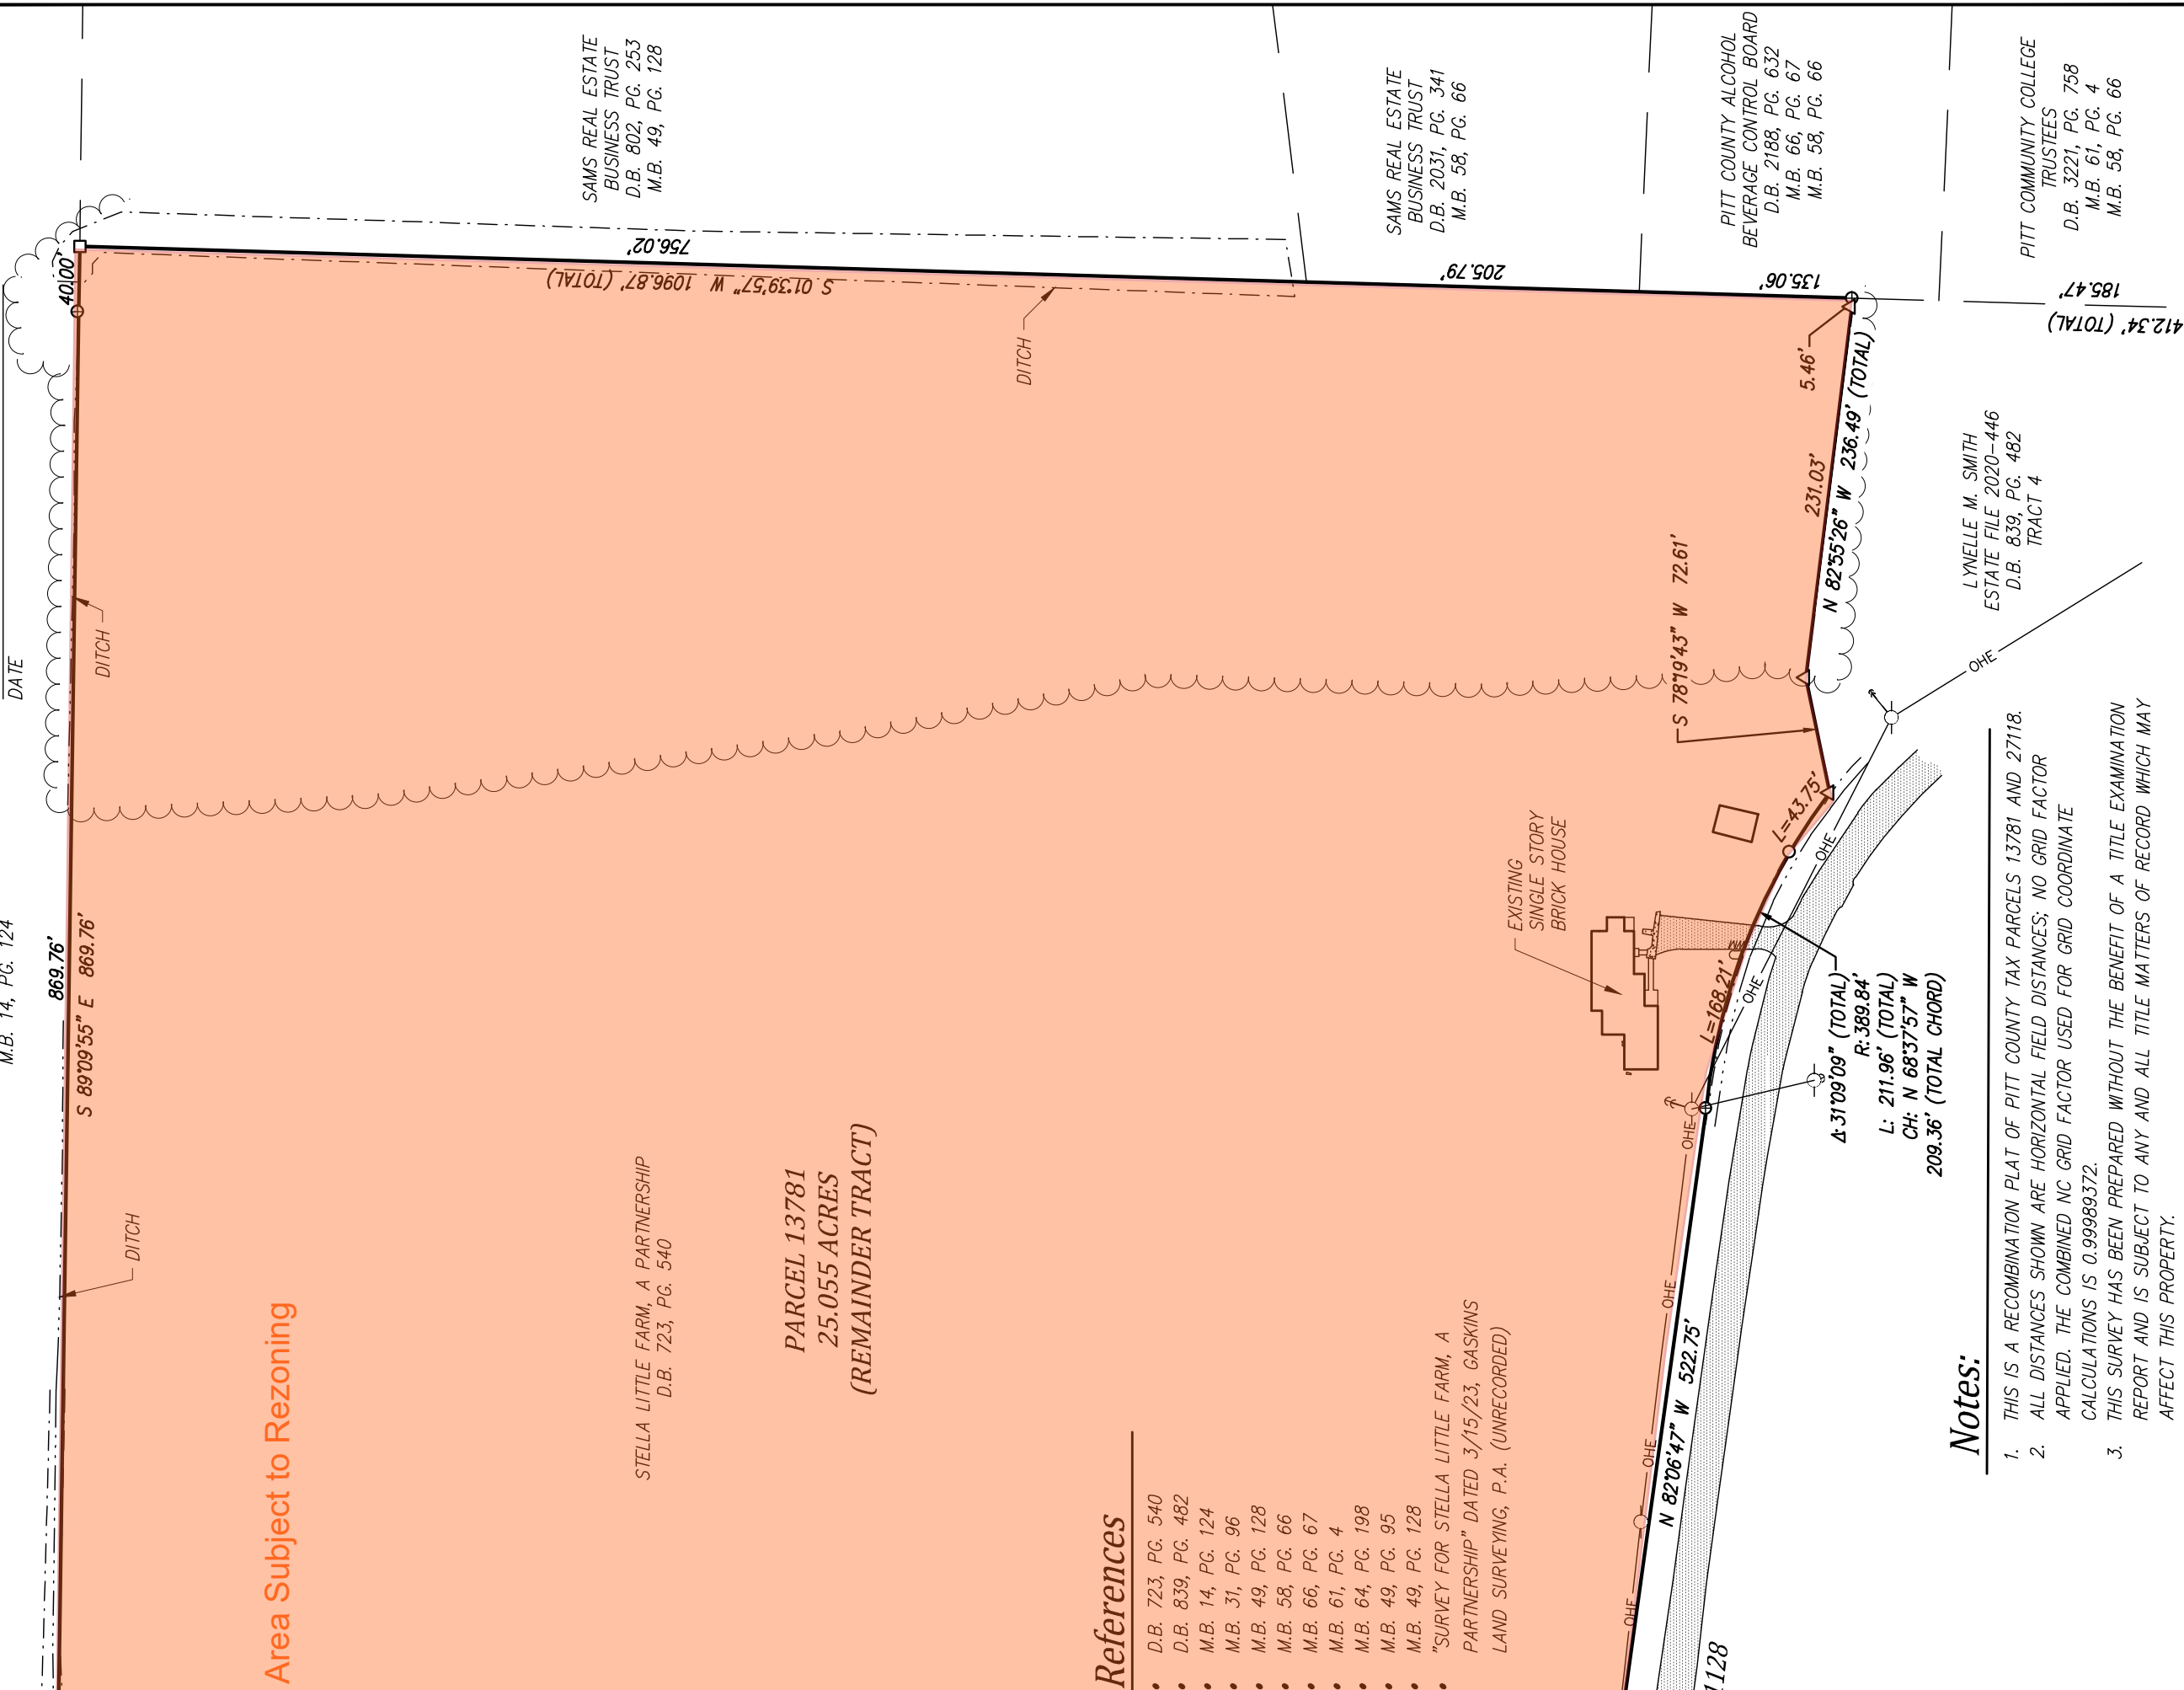 DATE
M.B. 14, PG. 124
869.76'
S 89°09'55" E 869.76'
40.00'
DITCH
DITCH
Area Subject to Rezoning
SAMS REAL ESTATE
BUSINESS TRUST
D.B. 802, PG. 253
M.B. 49, PG. 128
756.02'
S 01°39'57" W 1096.87' (TOTAL)
DITCH
STELLA LITTLE FARM, A PARTNERSHIP
D.B. 723, PG. 540
PARCEL 13781
25.055 ACRES
(REMAINDER TRACT)
SAMS REAL ESTATE
BUSINESS TRUST
D.B. 2031, PG. 341
M.B. 58, PG. 66
205.79'
PITT COUNTY ALCOHOL
BEVERAGE CONTROL BOARD
D.B. 2188, PG. 632
M.B. 66, PG. 67
M.B. 58, PG. 66
135.06'
PITT COMMUNITY COLLEGE
TRUSTEES
D.B. 3221, PG. 758
M.B. 61, PG. 4
M.B. 58, PG. 66
185.47'
412.34' (TOTAL)
5.46'
231.03'
N 82°55'26" W 236.49' (TOTAL)
S 78°19'43" W 72.61'
LYNELLE M. SMITH
ESTATE FILE 2020-446
D.B. 839, PG. 482
TRACT 4
EXISTING
SINGLE STORY
BRICK HOUSE
WM
L=43.75'
L=168.21'
Δ:31°09'09" (TOTAL)
R:389.84'
L: 211.96' (TOTAL)
CH: N 68°37'57" W
209.36' (TOTAL CHORD)
OHE
OHE
OHE
OHE
OHE
OHE
OHE
N 82°06'47" W 522.75'
1128
References
• D.B. 723, PG. 540
• D.B. 839, PG. 482
• M.B. 14, PG. 124
• M.B. 31, PG. 96
• M.B. 49, PG. 128
• M.B. 58, PG. 66
• M.B. 66, PG. 67
• M.B. 61, PG. 4
• M.B. 64, PG. 198
• M.B. 49, PG. 95
• M.B. 49, PG. 128
• "SURVEY FOR STELLA LITTLE FARM, A
PARTNERSHIP" DATED 3/15/23, GASKINS
LAND SURVEYING, P.A. (UNRECORDED)
Notes:
1. THIS IS A RECOMBINATION PLAT OF PITT COUNTY TAX PARCELS 13781 AND 27118.
2. ALL DISTANCES SHOWN ARE HORIZONTAL FIELD DISTANCES; NO GRID FACTOR
APPLIED. THE COMBINED NC GRID FACTOR USED FOR GRID COORDINATE
CALCULATIONS IS 0.99989372.
3. THIS SURVEY HAS BEEN PREPARED WITHOUT THE BENEFIT OF A TITLE EXAMINATION
REPORT AND IS SUBJECT TO ANY AND ALL TITLE MATTERS OF RECORD WHICH MAY
AFFECT THIS PROPERTY.